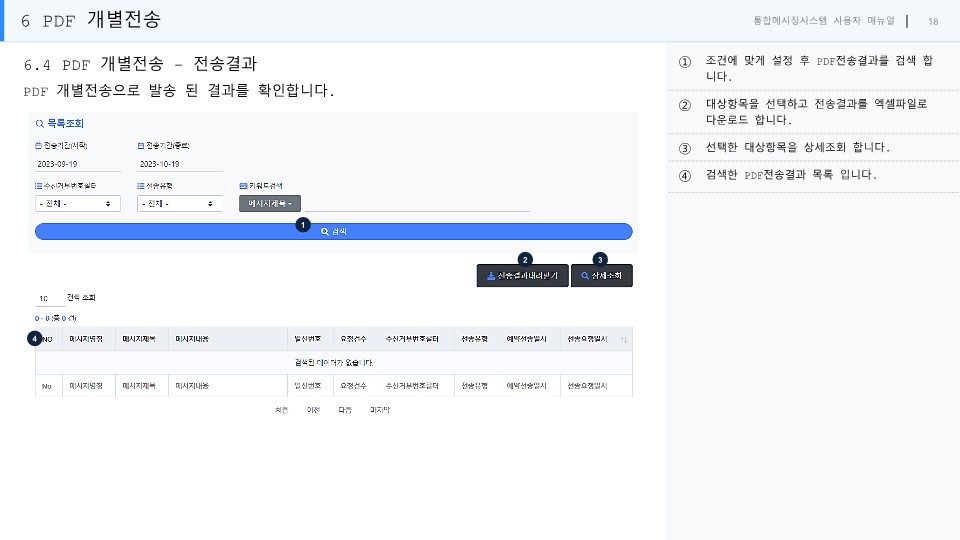 6 PDF 개별전송
통합메시징시스템 사용자 매뉴얼 | 18
6.4 PDF 개별전송 – 전송결과
PDF 개별전송으로 발송 된 결과를 확인합니다.
목록조회
전송기간(시작) 전송기간(종료)
2023-09-19 2023-10-19
수신거부번호필터 전송유형 키워드검색
- 전체 - - 전체 - 메시지제목
1 검색
2 3
전송결과내려받기 상세조회
10 건씩 조회
0 - 0 (총 0 건)
4 NO 메시지명칭 메시지제목 메시지내용 발신번호 요청건수 수신거부번호필터 전송유형 예약전송일시 전송요청일시
검색된 데이터가 없습니다.
No 메시지명칭 메시지제목 메시지내용 발신번호 요청건수 수신거부번호필터 전송유형 예약전송일시 전송요청일시
처음 이전 다음 마지막
① 조건에 맞게 설정 후 PDF전송결과를 검색 합
니다.
② 대상항목을 선택하고 전송결과를 엑셀파일로
다운로드 합니다.
③ 선택한 대상항목을 상세조회 합니다.
④ 검색한 PDF전송결과 목록 입니다.